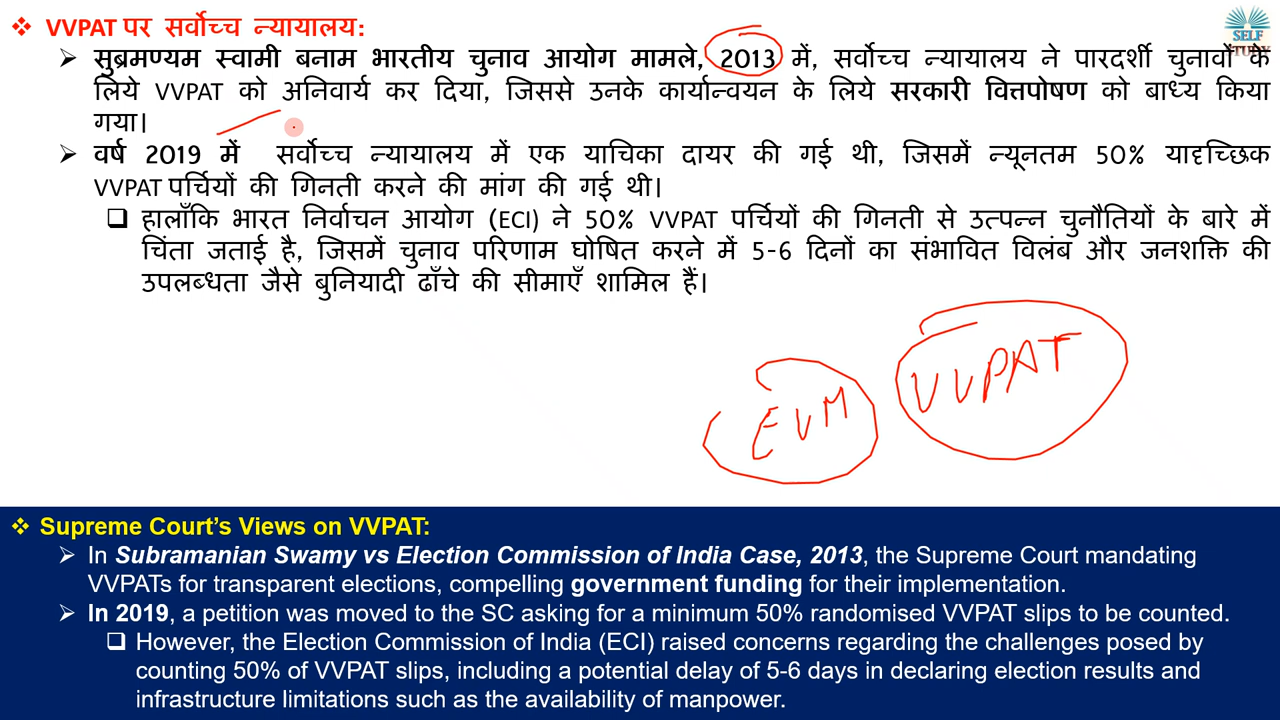 ❖ VVPAT पर सर्वोच्च न्यायालय:
SELF
STUDY
➢ सुब्रमण्यम स्वामी बनाम भारतीय चुनाव आयोग मामले, 2013 में, सर्वोच्च न्यायालय ने पारदर्शी चुनावों के
लिये VVPAT को अनिवार्य कर दिया, जिससे उनके कार्यान्वयन के लिये सरकारी वित्तपोषण को बाध्य किया
गया।
➢ वर्ष 2019 में सर्वोच्च न्यायालय में एक याचिका दायर की गई थी, जिसमें न्यूनतम 50% यादृच्छिक
VVPAT पर्चियों की गिनती करने की मांग की गई थी।
❑ हालाँकि भारत निर्वाचन आयोग (ECI) ने 50% VVPAT पर्चियों की गिनती से उत्पन्न चुनौतियों के बारे में
चिंता जताई है, जिसमें चुनाव परिणाम घोषित करने में 5-6 दिनों का संभावित विलंब और जनशक्ति की
उपलब्धता जैसे बुनियादी ढाँचे की सीमाएँ शामिल हैं।
EVM VVPAT
❖ Supreme Court's Views on VVPAT:
➢ In Subramanian Swamy vs Election Commission of India Case, 2013, the Supreme Court mandating
VVPATs for transparent elections, compelling government funding for their implementation.
➢ In 2019, a petition was moved to the SC asking for a minimum 50% randomised VVPAT slips to be counted.
❑ However, the Election Commission of India (ECI) raised concerns regarding the challenges posed by
counting 50% of VVPAT slips, including a potential delay of 5-6 days in declaring election results and
infrastructure limitations such as the availability of manpower.